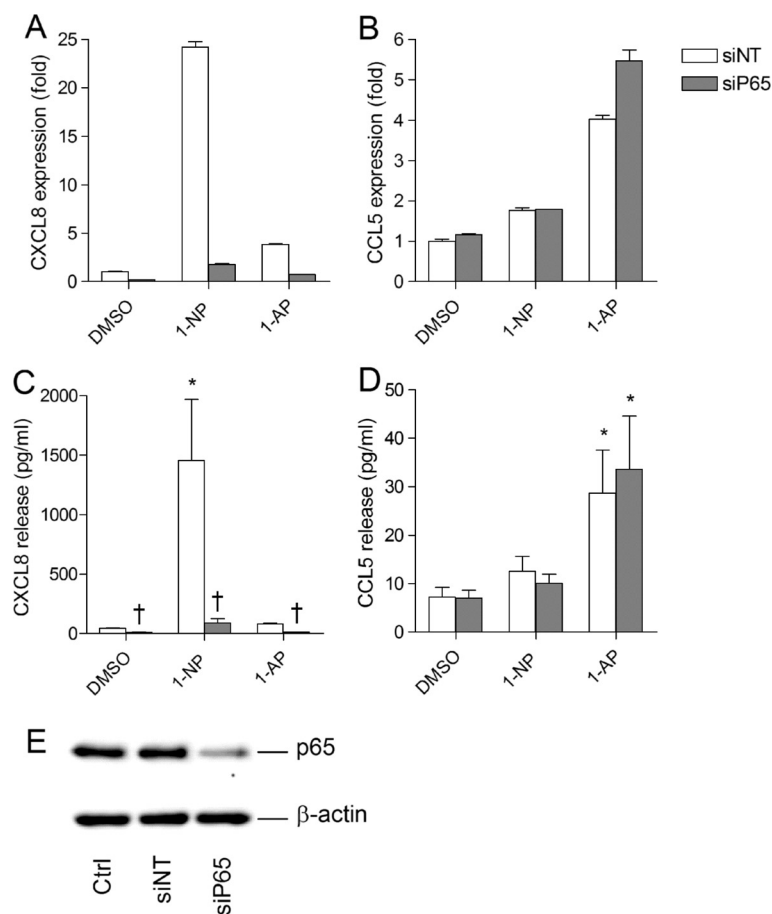 A
CXCL8 expression (fold)
25
20
15
10
5
0
DMSO
1-NP
1-AP
B
CCL5 expression (fold)
6
5
4
3
2
1
0
DMSO
1-NP
1-AP
siNT
siP65
C
CXCL8 release (pg/ml)
2000
1500
1000
500
0
*
†
†
†
DMSO
1-NP
1-AP
D
CCL5 release (pg/ml)
50
40
30
20
10
0
*
*
DMSO
1-NP
1-AP
E
p65
β-actin
Ctrl
siNT
siP65